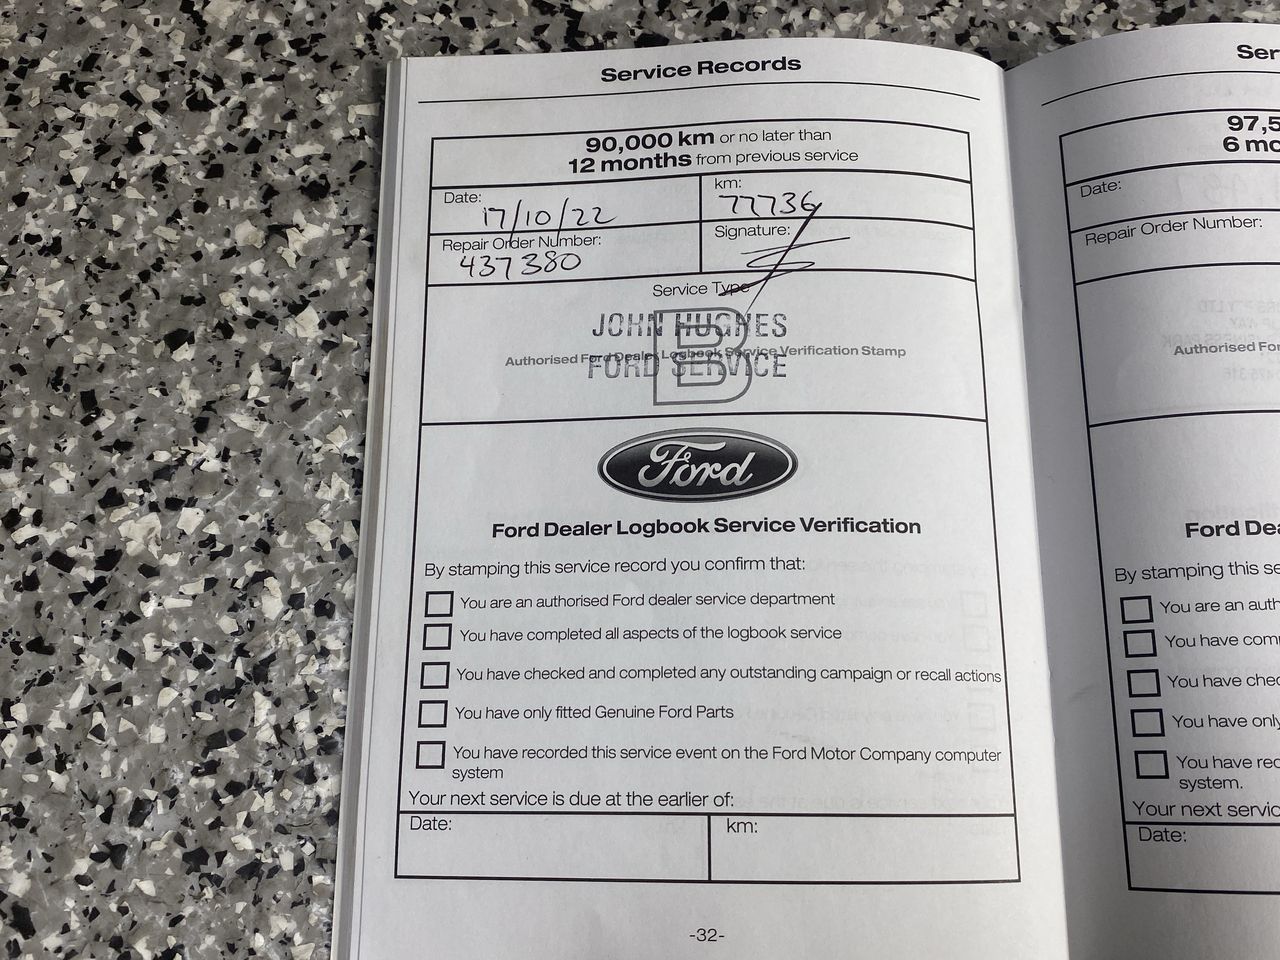 Service Records
90,000 km or no later than
12 months from previous service
Date:
17/10/22
km:
77736
Repair Order Number:
437380
Signature:
Service Type
B
JOHN HUGHES
Authorised Ford Dealer Logbook Service Verification Stamp
FORD SERVICE
Ford
Ford Dealer Logbook Service Verification
By stamping this service record you confirm that:
You are an authorised Ford dealer service department
You have completed all aspects of the logbook service
You have checked and completed any outstanding campaign or recall actions
You have only fitted Genuine Ford Parts
You have recorded this service event on the Ford Motor Company computer
system
Your next service is due at the earlier of:
Date:
km:
-32-
Ser
97,5
6 mo
Date:
Repair Order Number:
Authorised For
Ford Dea
By stamping this se
You are an auth
You have com
You have chec
You have only
You have rec
system.
Your next servic
Date: